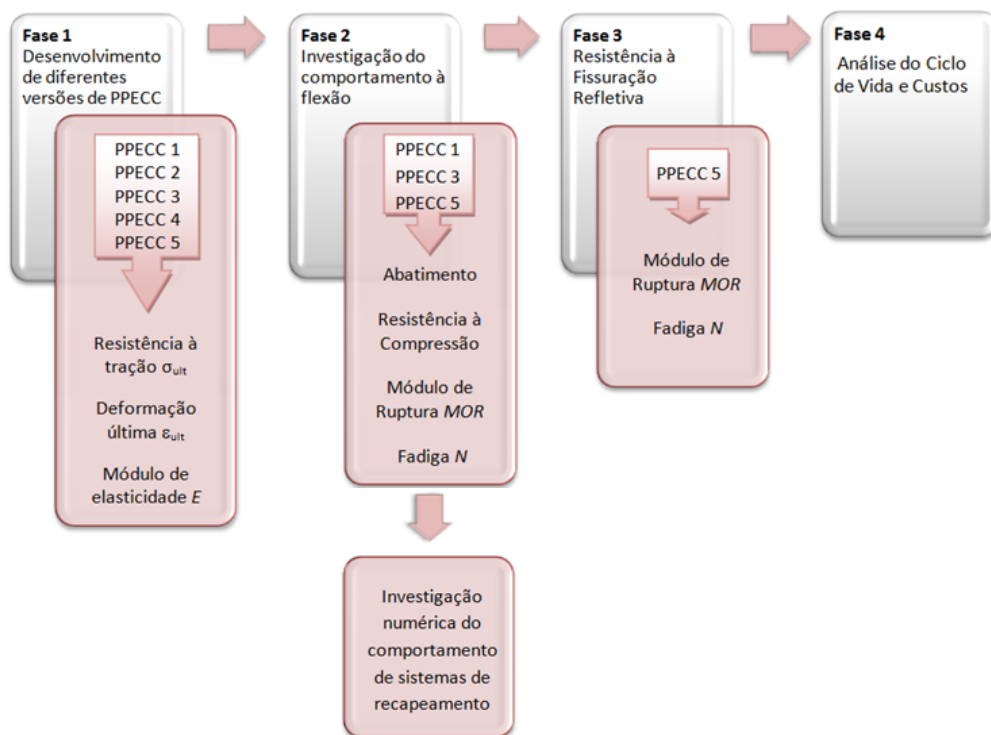 Fase 1
Desenvolvimento
de diferentes
versões de PPECC
PPECC 1
PPECC 2
PPECC 3
PPECC 4
PPECC 5
Resistência à
tração σult
Deformação
última εult
Módulo de
elasticidade E
Fase 2
Investigação do
comportamento à
flexão
PPECC 1
PPECC 3
PPECC 5
Abatimento
Resistência à
Compressão
Módulo de
Ruptura MOR
Fadiga N
Investigação
numérica do
comportamento
de sistemas de
recapeamento
Fase 3
Resistência à
Fissuração
Refletiva
PPECC 5
Módulo de
Ruptura MOR
Fadiga N
Fase 4
Análise do Ciclo
de Vida e Custos